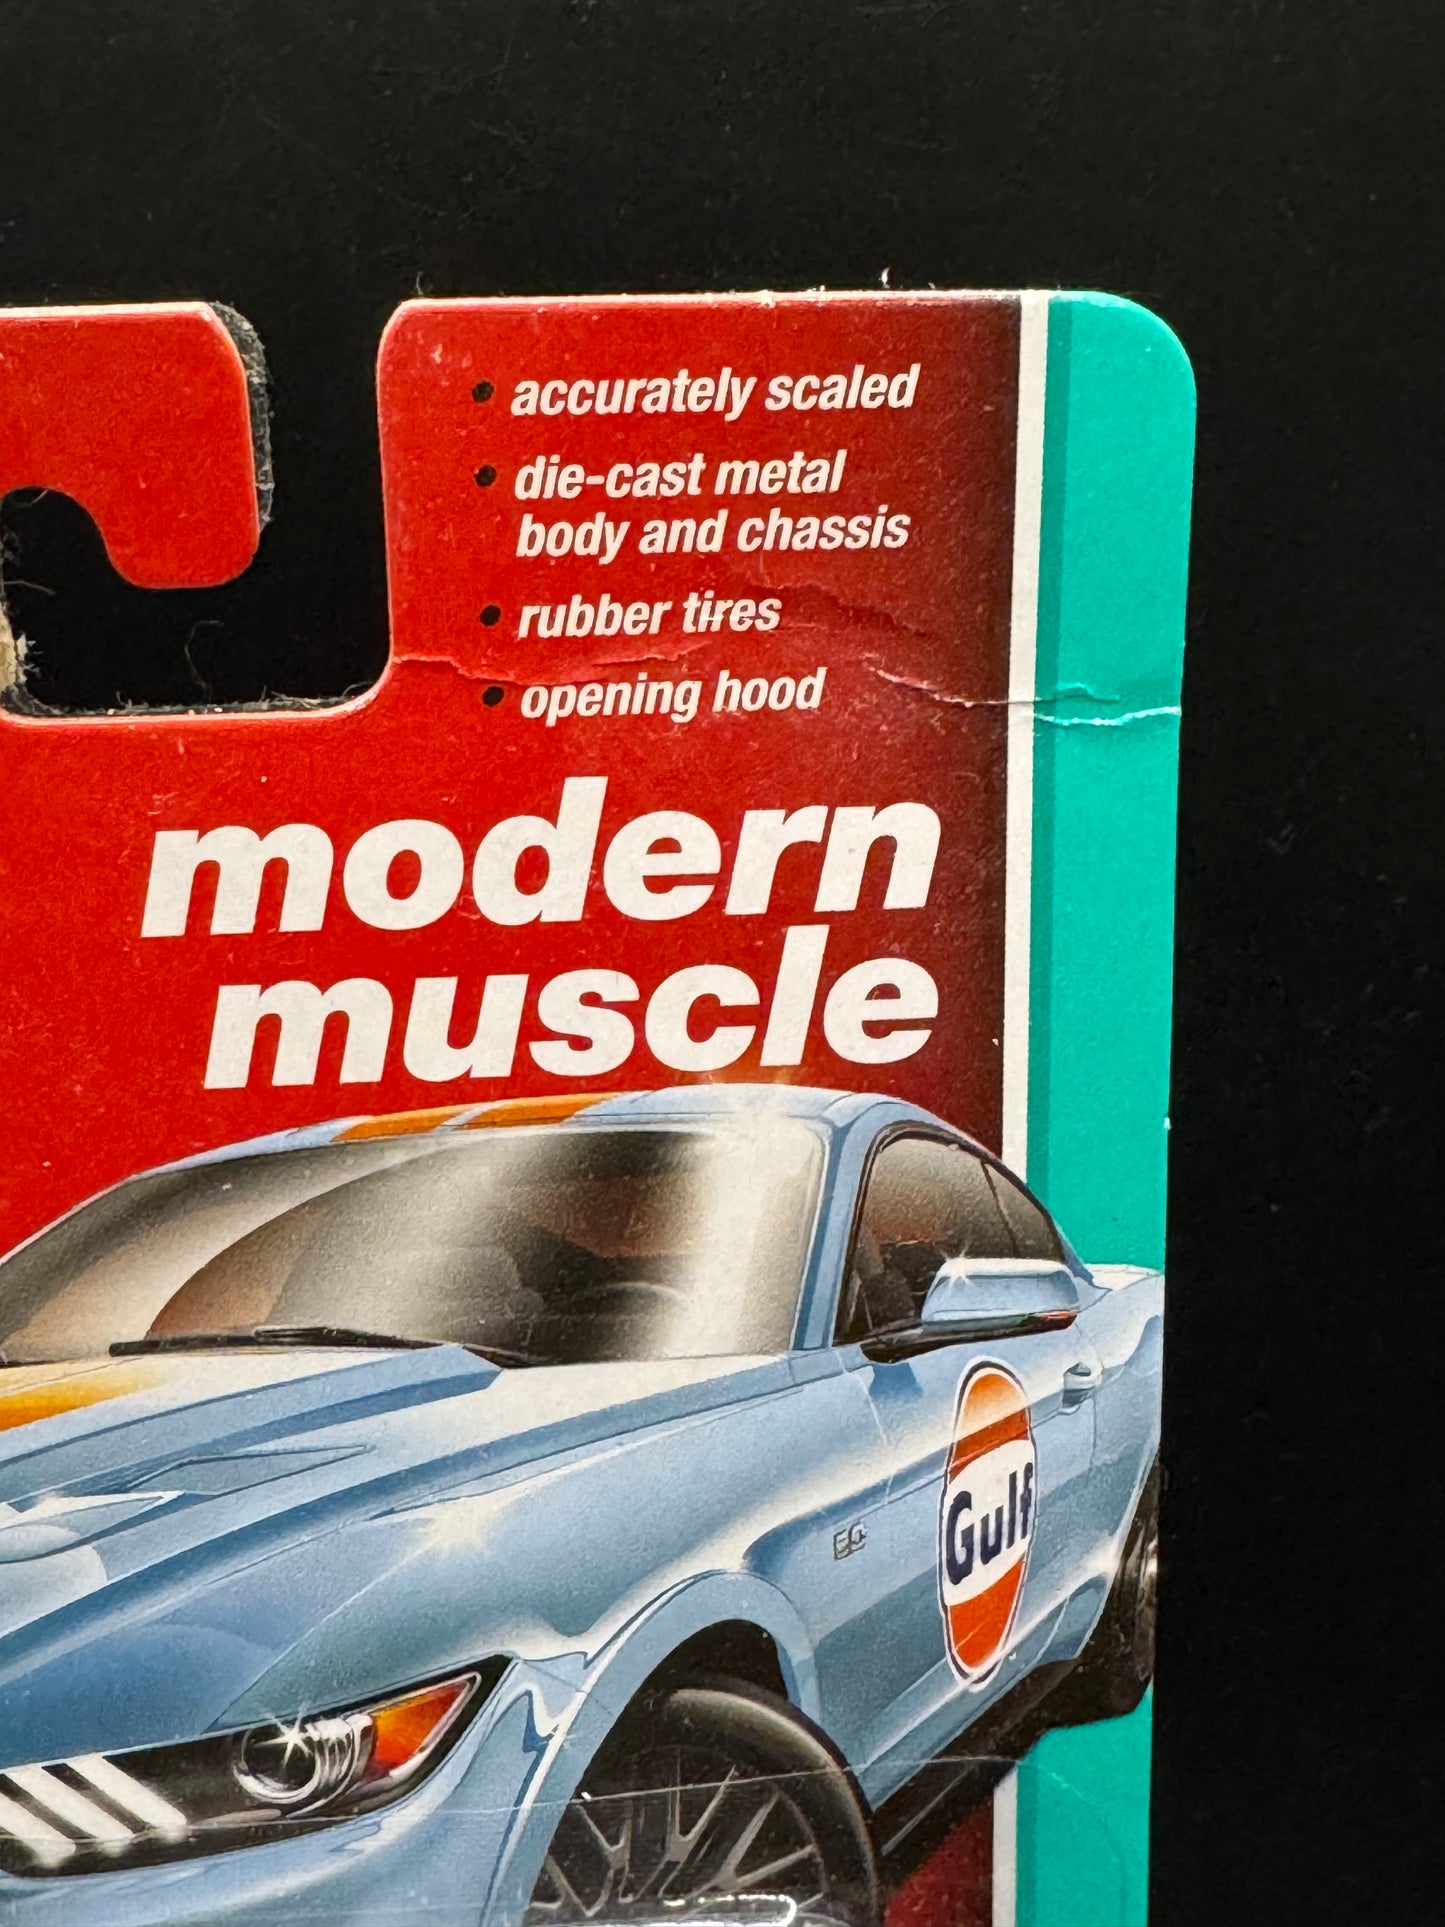 • accurately scaled
• die-cast metal
body and chassis
• rubber tires
• opening hood
modern
muscle
Gulf